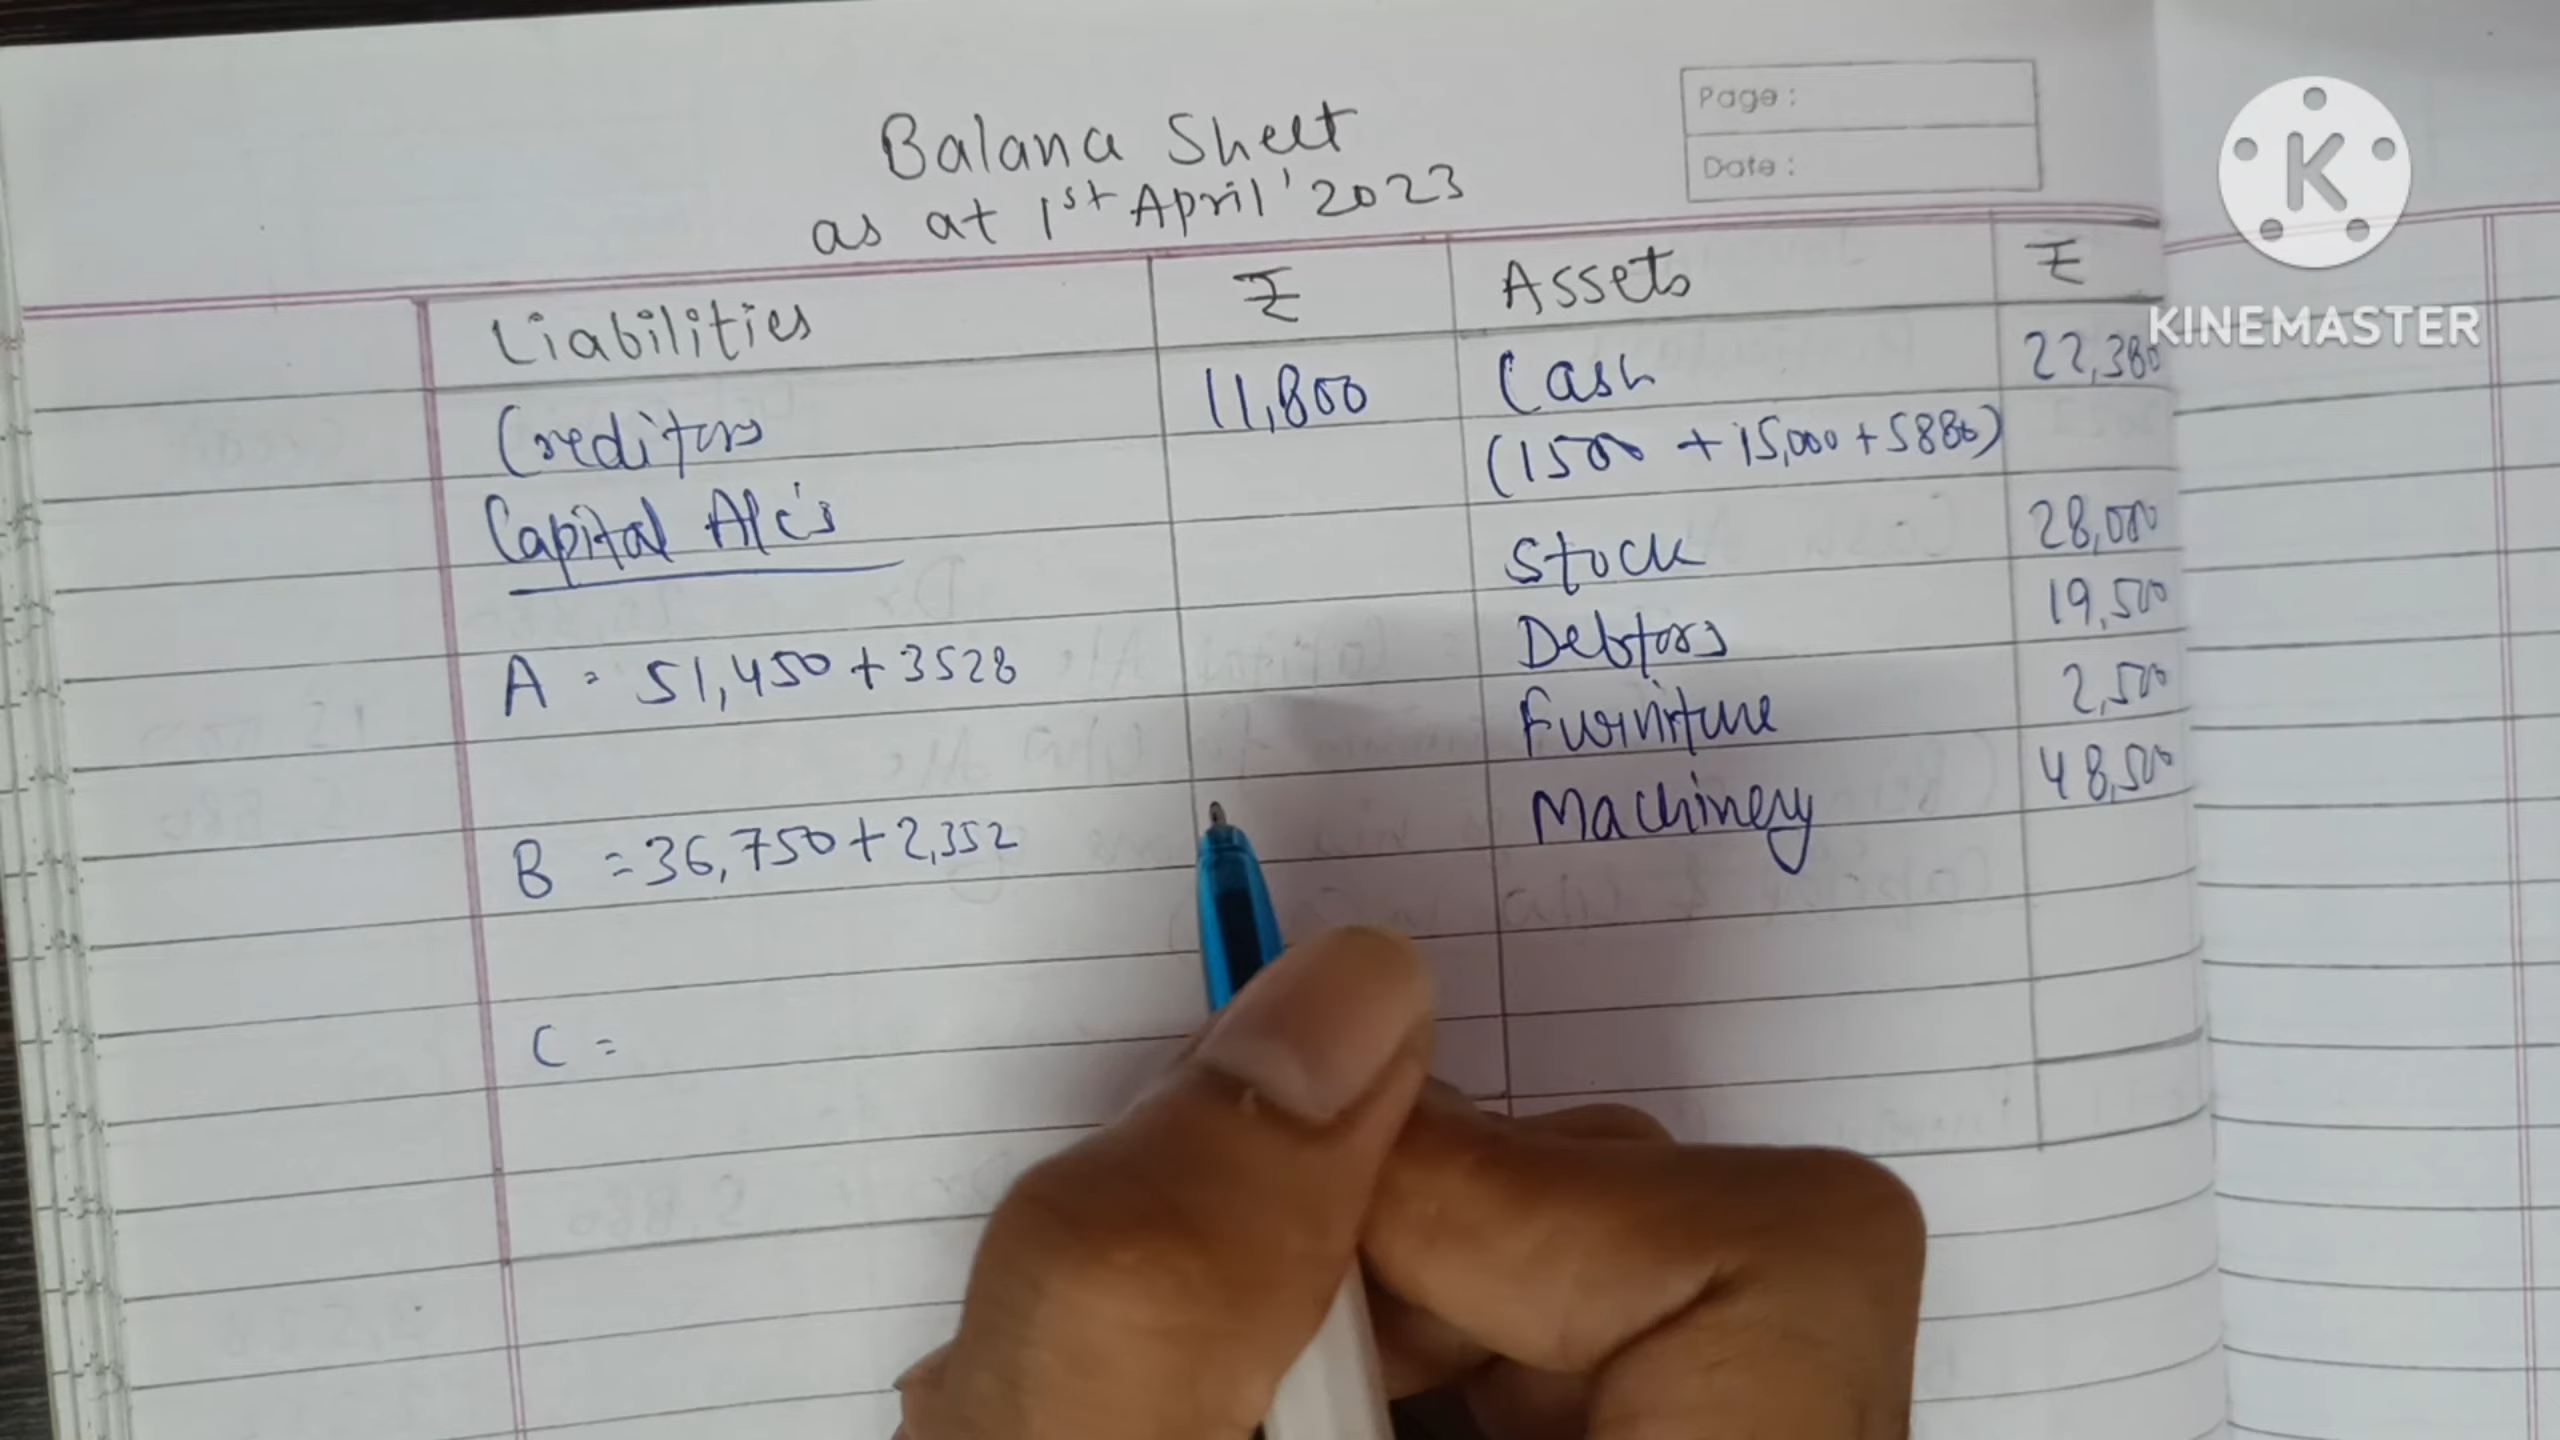 Balance Sheet
as at 1st April' 2023
Page :
Date :
K
KINEMASTER
Liabilities ₹ Assets ₹
Creditors 11,800 Cash 22,380
(1500 + 15,000 + 5880)
Capital A/c's
Stock 28,000
A = 51,450 + 3528
Debtors 19,500
Furniture 2,500
B = 36,750 + 2,352
Machinery 48,500
C =